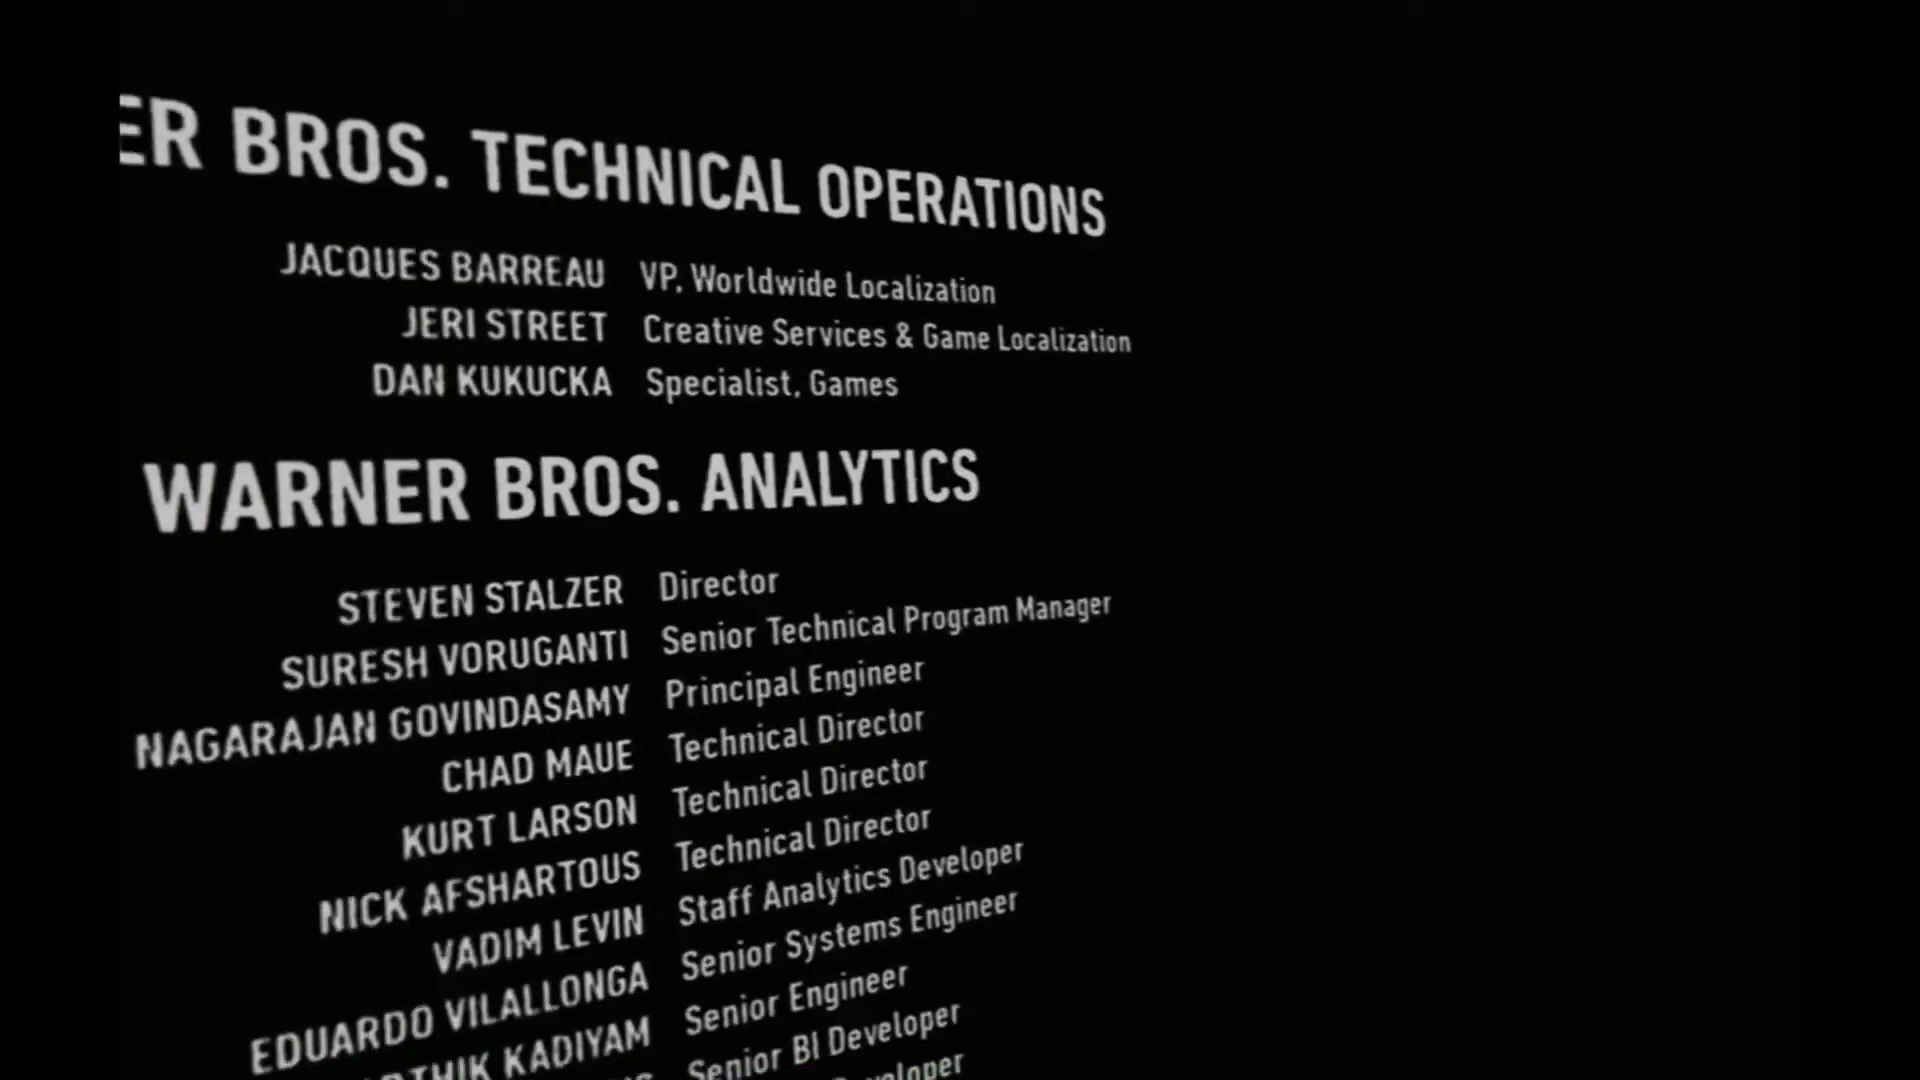 BROS. TECHNICAL OPERATIONS
JACQUES BARREAU VP, Worldwide Localization
JERI STREET Creative Services & Game Localization
DAN KUKUCKA Specialist, Games
WARNER BROS. ANALYTICS
STEVEN STALZER Director
SURESH VORUGANTI Senior Technical Program Manager
NAGARAJAN GOVINDASAMY Principal Engineer
CHAD MAUE Technical Director
KURT LARSON Technical Director
NICK AFSHARTOUS Technical Director
VADIM LEVIN Staff Analytics Developer
EDUARDO VILALLONGA Senior Systems Engineer
KADIYAM Senior Engineer
Senior BI Developer